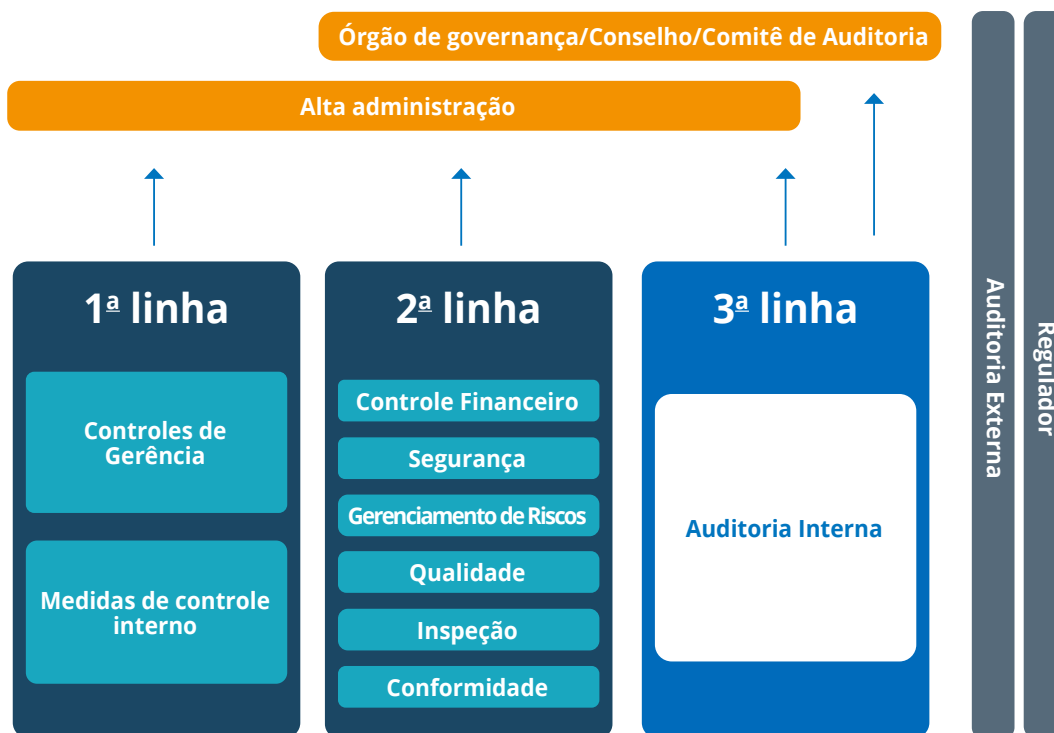 Órgão de governança/Conselho/Comitê de Auditoria
Alta administração
1ª linha
Controles de
Gerência
Medidas de controle
interno
2ª linha
Controle Financeiro
Segurança
Gerenciamento de Riscos
Qualidade
Inspeção
Conformidade
3ª linha
Auditoria Interna
Auditoria Externa
Regulador